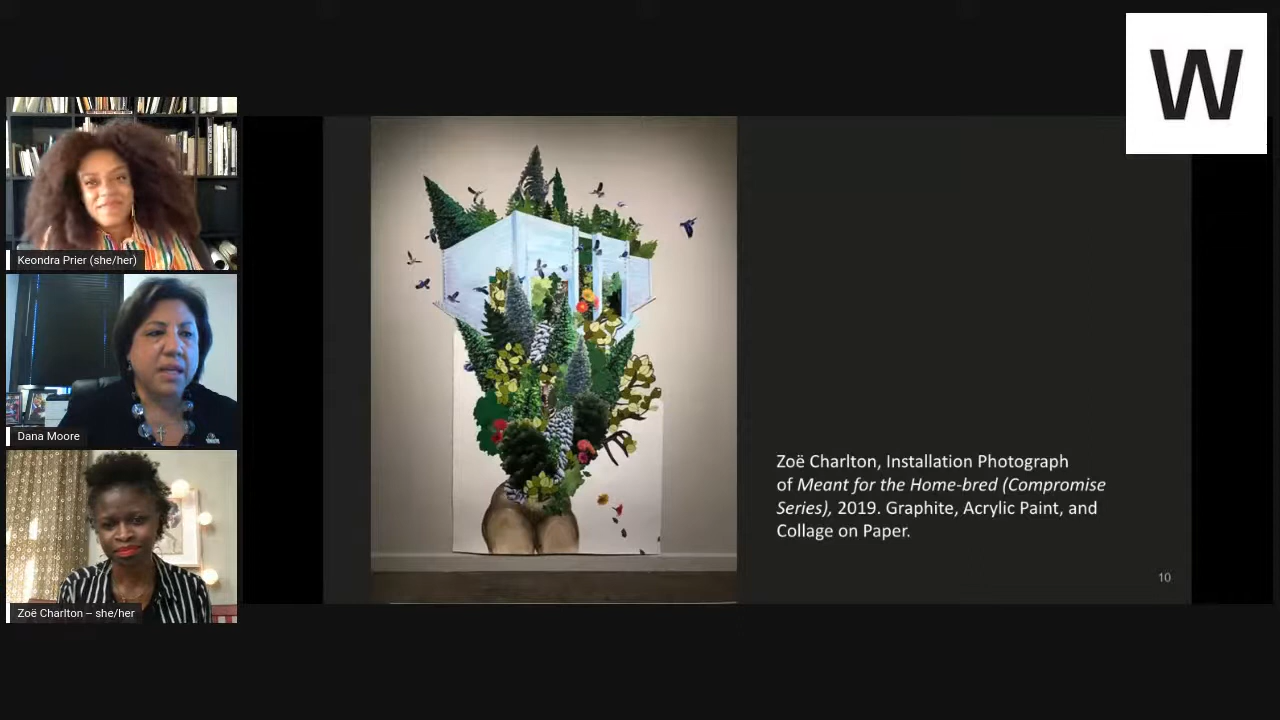 W
Keondra Prier (she/her)
Dana Moore
Zoë Charlton – she/her
Zoë Charlton, Installation Photograph
of Meant for the Home-bred (Compromise
Series), 2019. Graphite, Acrylic Paint, and
Collage on Paper.
10